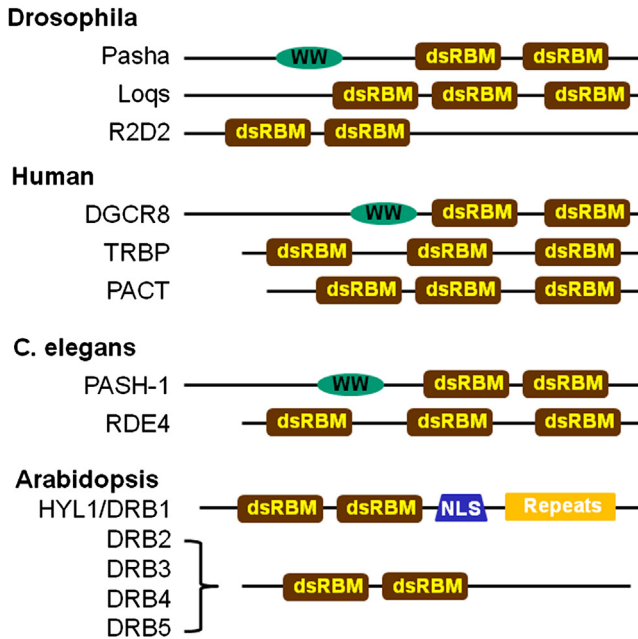 Drosophila
Pasha WW dsRBM dsRBM
Loqs dsRBM dsRBM dsRBM
R2D2 dsRBM dsRBM
Human
DGCR8 WW dsRBM dsRBM
TRBP dsRBM dsRBM dsRBM
PACT dsRBM dsRBM dsRBM
C. elegans
PASH-1 WW dsRBM dsRBM
RDE4 dsRBM dsRBM dsRBM
Arabidopsis
HYL1/DRB1 dsRBM dsRBM NLS Repeats
DRB2
DRB3
dsRBM dsRBM
DRB4
DRB5